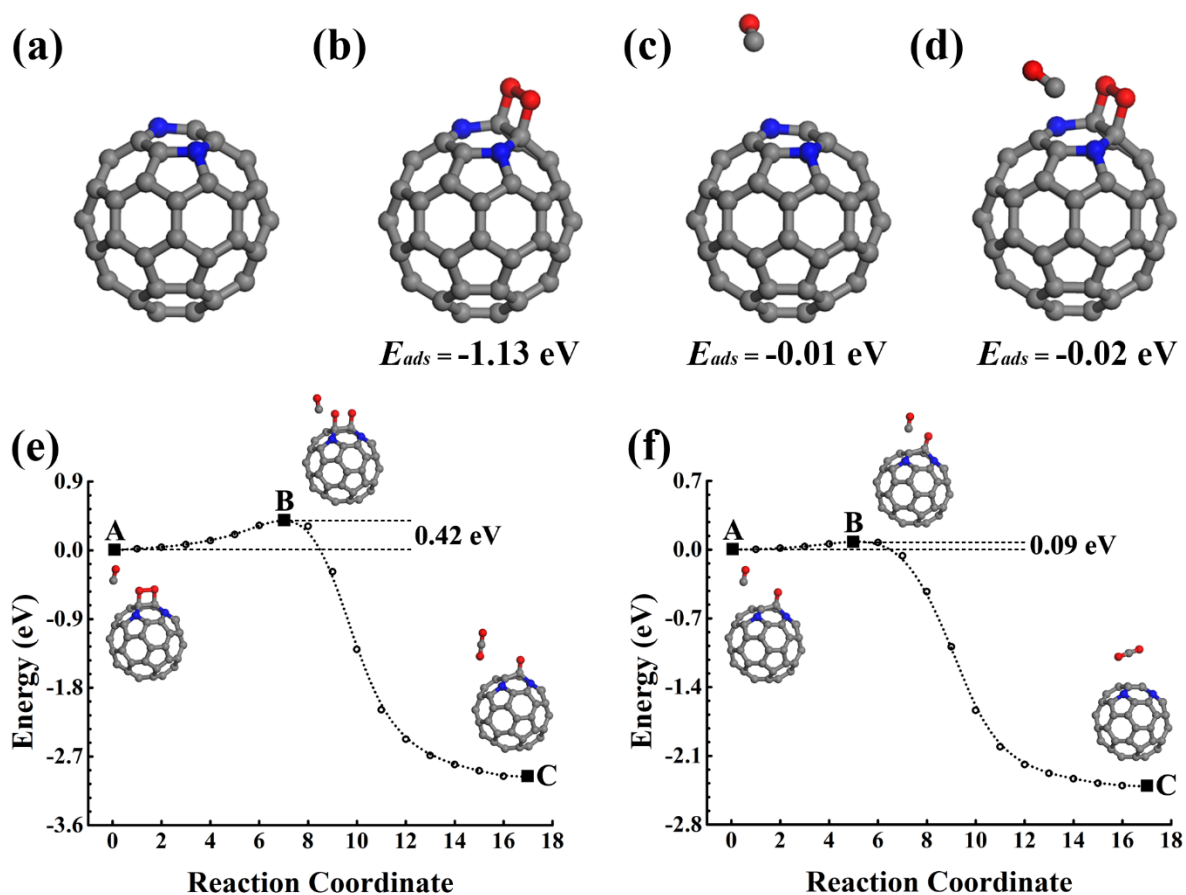 (a) (b) (c) (d)
Eads = -1.13 eV
Eads = -0.01 eV
Eads = -0.02 eV
(e)
0.9
0.0
-0.9
-1.8
-2.7
-3.6
Energy (eV)
A
B
C
0.42 eV
0 2 4 6 8 10 12 14 16 18
Reaction Coordinate
(f)
0.7
0.0
-0.7
-1.4
-2.1
-2.8
Energy (eV)
A
B
C
0.09 eV
0 2 4 6 8 10 12 14 16 18
Reaction Coordinate